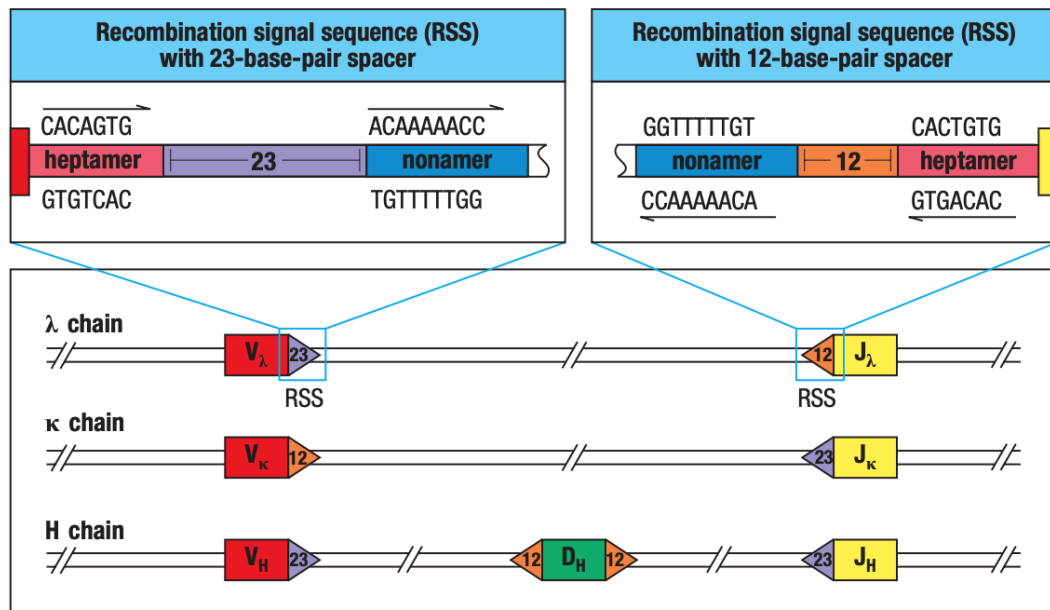 Recombination signal sequence (RSS)
with 23-base-pair spacer
CACAGTG
ACAAAAACC
heptamer
23
nonamer
GTGTCAC
TGTTTTTGG
Recombination signal sequence (RSS)
with 12-base-pair spacer
GGTTTTTGT
CACTGTG
nonamer
12
heptamer
CCAAAAACA
GTGACAC
λ chain
Vλ 23
12 Jλ
RSS
RSS
κ chain
Vκ 12
23 Jκ
H chain
VH 23
12 DH 12
23 JH